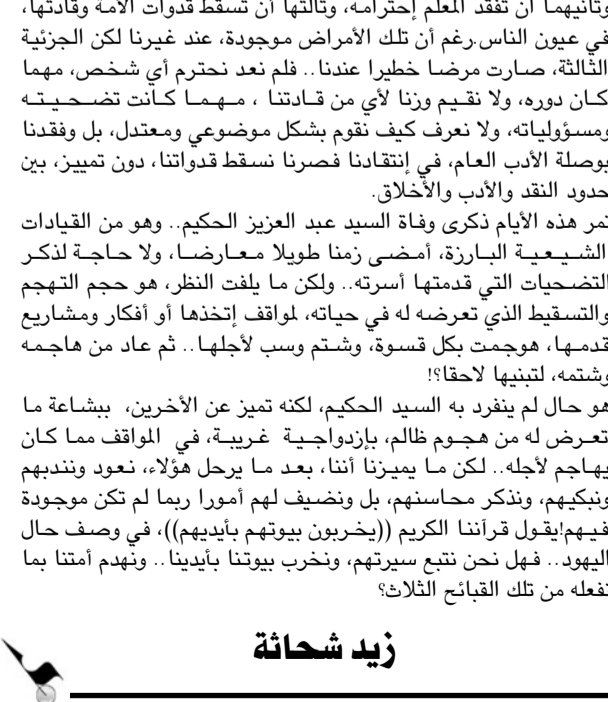 وثانيهما أن تفقد المعلم إحترامه، وثالثها أن تسقط قدوات الأمة وقادتها،
في عيون الناس.رغم أن تلك الأمراض موجودة، عند غيرنا لكن الجزئية
الثالثة، صارت مرضا خطيرا عندنا.. فلم نعد نحترم أي شخص، مهما
كان دوره، ولا نقيم وزنا لأي من قادتنا ، مهما كانت تضحيته
ومسؤولياته، ولا نعرف كيف نقوم بشكل موضوعي ومعتدل، بل وفقدنا
بوصلة الأدب العام، في إنتقادنا فصرنا نسقط قدواتنا، دون تمييز، بين
حدود النقد والأدب والأخلاق.
تمر هذه الأيام ذكرى وفاة السيد عبد العزيز الحكيم.. وهو من القيادات
الشيعية البارزة، أمضى زمنا طويلا معارضا، ولا حاجة لذكر
التضحيات التي قدمتها أسرته.. ولكن ما يلفت النظر، هو حجم التهجم
والتسقيط الذي تعرضه له في حياته، لمواقف إتخذها أو أفكار ومشاريع
قدمها، هوجمت بكل قسوة، وشتم وسب لأجلها.. ثم عاد من هاجمه
وشتمه، لتبنيها لاحقا؟!
هو حال لم ينفرد به السيد الحكيم، لكنه تميز عن الأخرين، ببشاعة ما
تعرض له من هجوم ظالم، بإزدواجية غريبة، في المواقف مما كان
يهاجم لأجله.. لكن ما يميزنا أننا، بعد ما يرحل هؤلاء، نعود ونندبهم
ونبكيهم، ونذكر محاسنهم، بل ونضيف لهم أمورا ربما لم تكن موجودة
فيهم!يقول قرآننا الكريم ((يخربون بيوتهم بأيديهم))، في وصف حال
اليهود.. فهل نحن نتبع سيرتهم، ونخرب بيوتنا بأيدينا.. ونهدم أمتنا بما
نفعله من تلك القبائح الثلاث؟
زيد شحاثة